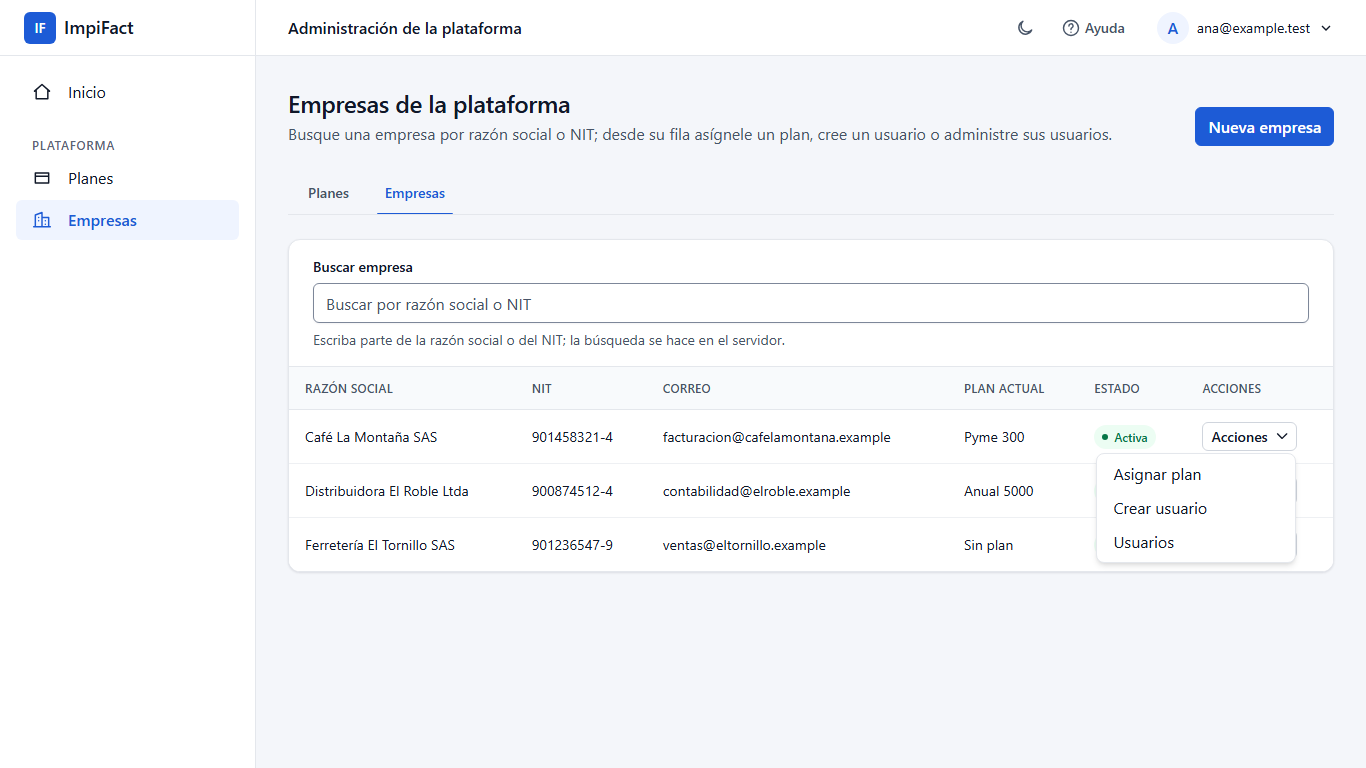 IF ImpiFact
Administración de la plataforma
Ayuda
A ana@example.test
Inicio
PLATAFORMA
Planes
Empresas
Empresas de la plataforma
Busque una empresa por razón social o NIT; desde su fila asígnele un plan, cree un usuario o administre sus usuarios.
Nueva empresa
Planes Empresas
Buscar empresa
Buscar por razón social o NIT
Escriba parte de la razón social o del NIT; la búsqueda se hace en el servidor.
RAZÓN SOCIAL NIT CORREO PLAN ACTUAL ESTADO ACCIONES
Café La Montaña SAS 901458321-4 facturacion@cafelamontana.example Pyme 300 Activa Acciones
Distribuidora El Roble Ltda 900874512-4 contabilidad@elroble.example Anual 5000
Ferretería El Tornillo SAS 901236547-9 ventas@eltornillo.example Sin plan
Asignar plan
Crear usuario
Usuarios